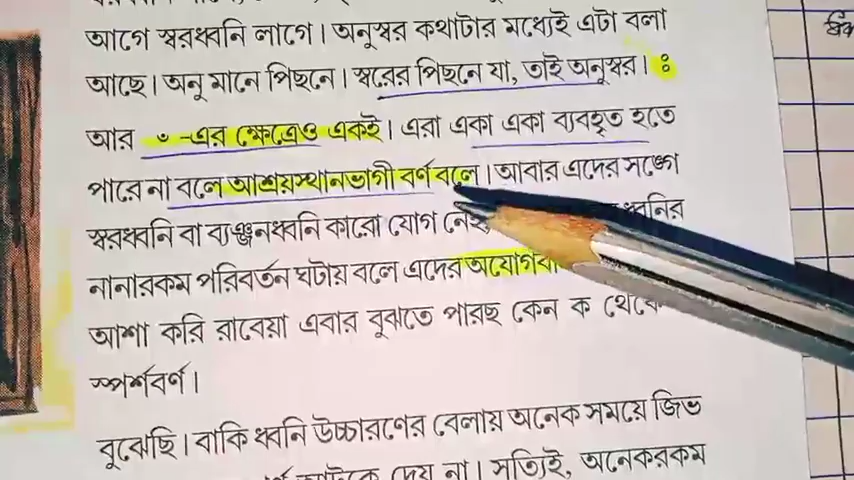 আগে স্বরধ্বনি লাগে। অনুস্বর কথাটার মধ্যেই এটা বলা
আছে। অনু মানে পিছনে। স্বরের পিছনে যা, তাই অনুস্বর। ঃ
আর ঁ -এর ক্ষেত্রেও একই। এরা একা একা ব্যবহৃত হতে
পারে না বলে আশ্রয়স্থানভাগী বর্ণ বলে। আবার এদের সঙ্গে
স্বরধ্বনি বা ব্যঞ্জনধ্বনি কারো যোগ নেই, ধ্বনির
নানারকম পরিবর্তন ঘটায় বলে এদের
আশা করি রাবেয়া এবার বুঝতে পারছ কেন ক থেকে
স্পর্শবর্ণ।
বুঝেছি। বাকি ধ্বনি উচ্চারণের বেলায় অনেক সময়ে জিভ
আটকে দেয় না। সত্যিই, অনেকরকম